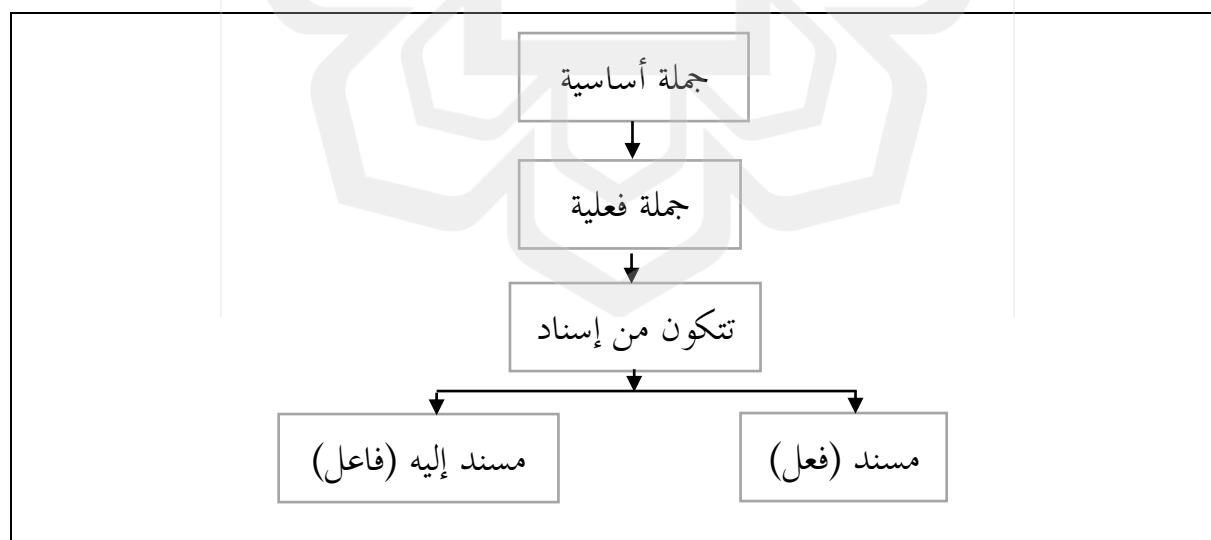 جملة أساسية
جملة فعلية
تتكون من إسناد
مسند (فعل)
مسند إليه (فاعل)